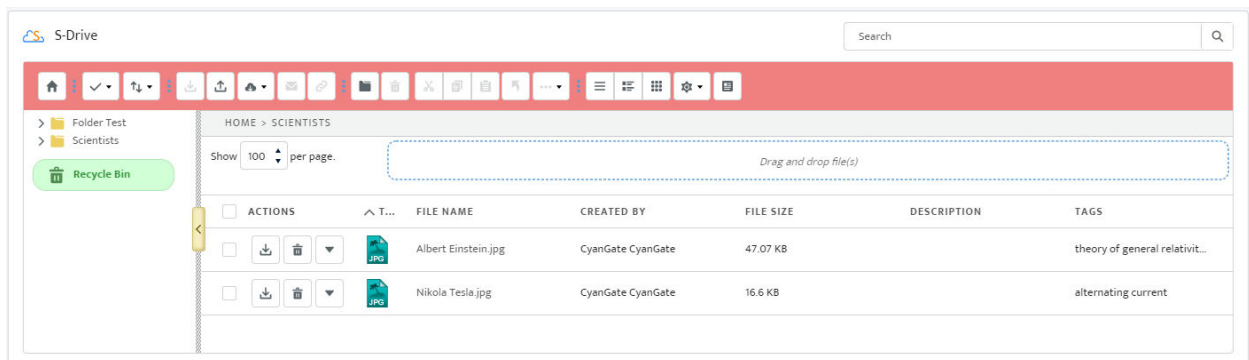 S-Drive
Search
Folder Test
Scientists
Recycle Bin
HOME > SCIENTISTS
Show 100 per page.
Drag and drop file(s)
ACTIONS T... FILE NAME CREATED BY FILE SIZE DESCRIPTION TAGS
JPG Albert Einstein.jpg CyanGate CyanGate 47.07 KB theory of general relativit...
JPG Nikola Tesla.jpg CyanGate CyanGate 16.6 KB alternating current